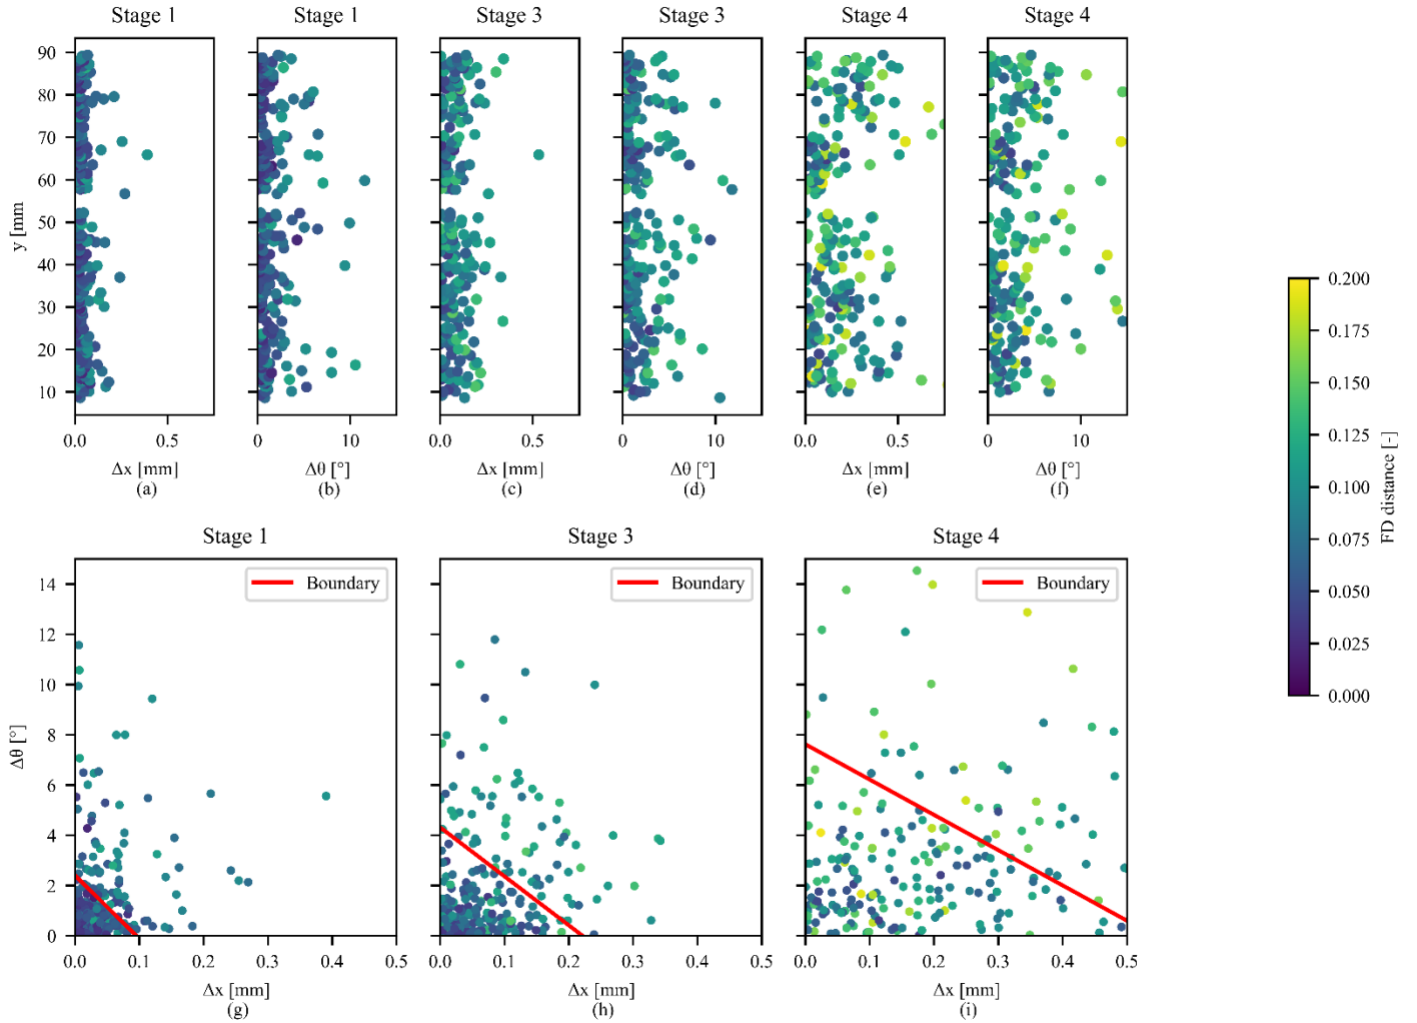 Stage 1 Stage 1 Stage 3 Stage 3 Stage 4 Stage 4
90
80
70
60
50
40
30
20
10
y [mm
0.0 0.5 0 10 0.0 0.5 0 10 0.0 0.5 0 10
Δx [mm] Δθ [°] Δx [mm] Δθ [°] Δx [mm] Δθ [°]
(a) (b) (c) (d) (e) (f)
0.200
0.175
0.150
0.125
0.100
0.075
0.050
0.025
0.000
FD distance [-]
Stage 1 Stage 3 Stage 4
Boundary Boundary Boundary
14
12
10
8
6
4
2
0
Δθ [°]
0.0 0.1 0.2 0.3 0.4 0.5 0.0 0.1 0.2 0.3 0.4 0.5 0.0 0.1 0.2 0.3 0.4 0.5
Δx [mm] Δx [mm] Δx [mm]
(g) (h) (i)